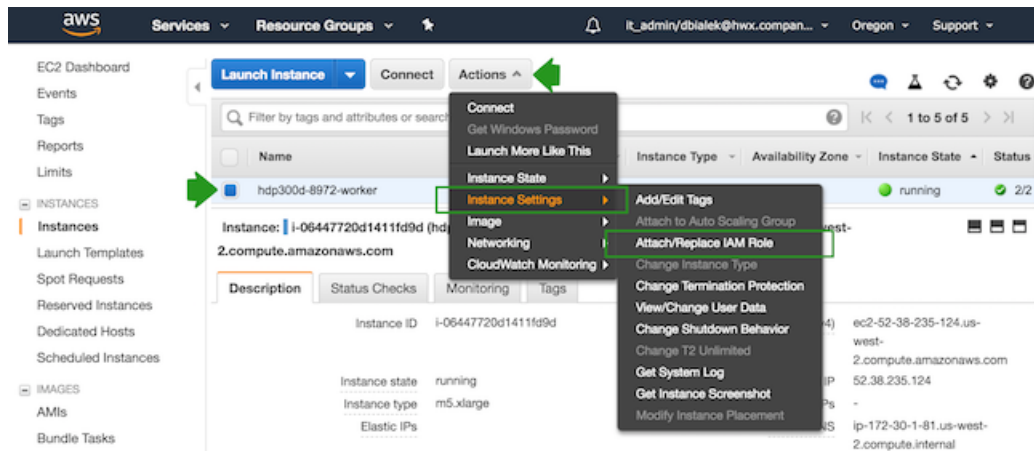 aws Services Resource Groups it_admin/dbialek@hwx.compan... Oregon Support
EC2 Dashboard
Events
Tags
Reports
Limits
INSTANCES
Instances
Launch Templates
Spot Requests
Reserved Instances
Dedicated Hosts
Scheduled Instances
IMAGES
AMIs
Bundle Tasks
Launch Instance Connect Actions
Filter by tags and attributes or search 1 to 5 of 5
Name Instance Type Availability Zone Instance State Status
hdp300d-8972-worker running 2/2
Instance: i-06447720d1411fd9d (hd west-
2.compute.amazonaws.com
Description Status Checks Monitoring Tags
Instance ID i-06447720d1411fd9d
Instance state running
Instance type m5.xlarge
Elastic IPs
4) ec2-52-38-235-124.us-
west-
2.compute.amazonaws.com
IP 52.38.235.124
Ps -
NS ip-172-30-1-81.us-west-
2.compute.internal
Connect
Get Windows Password
Launch More Like This
Instance State
Instance Settings
Image
Networking
CloudWatch Monitoring
Add/Edit Tags
Attach to Auto Scaling Group
Attach/Replace IAM Role
Change Instance Type
Change Termination Protection
View/Change User Data
Change Shutdown Behavior
Change T2 Unlimited
Get System Log
Get Instance Screenshot
Modify Instance Placement